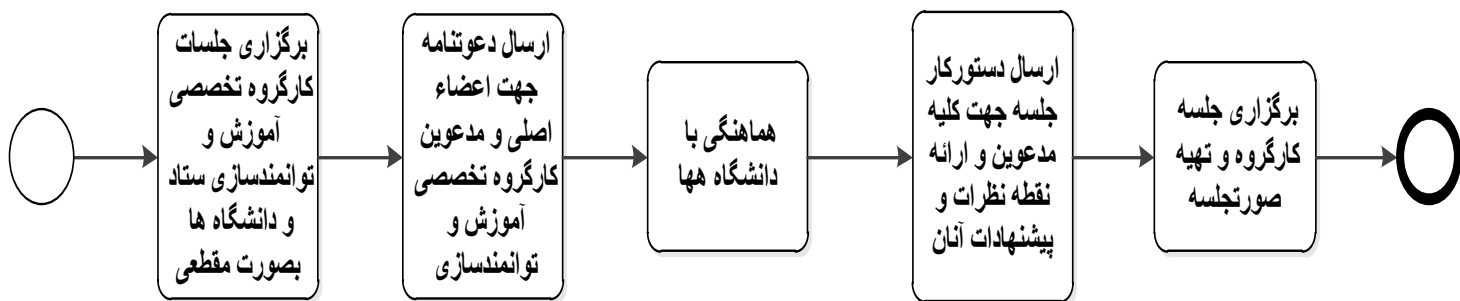 برگزاری جلسات
کارگروه تخصصی
آموزش و
توانمندسازی ستاد
و دانشگاه ها
بصورت مقطعی
ارسال دعوتنامه
جهت اعضاء
اصلی و مدعوین
کارگروه تخصصی
آموزش و
توانمندسازی
هماهنگی با
دانشگاه هها
ارسال دستورکار
جلسه جهت کلیه
مدعوین و ارائه
نقطه نظرات و
پیشنهادات آنان
برگزاری جلسه
کارگروه و تهیه
صورتجلسه